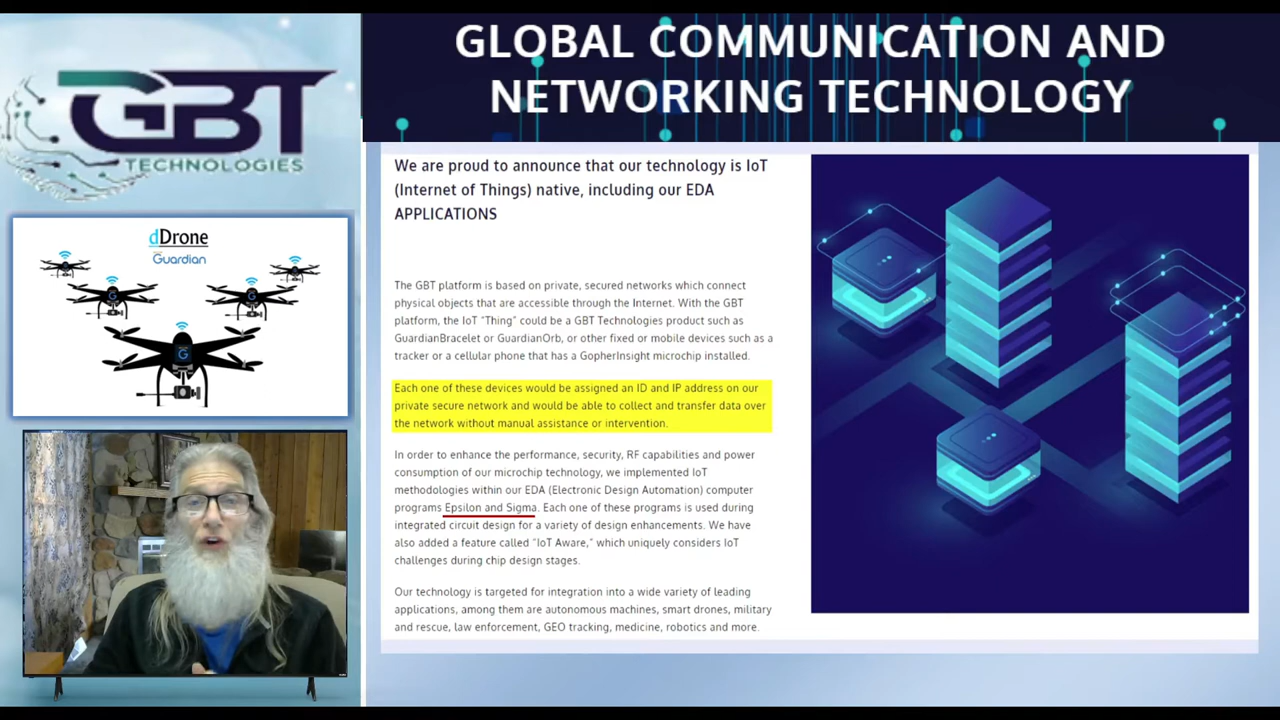 GBT
TECHNOLOGIES
dDrone
Guardian
GLOBAL COMMUNICATION AND
NETWORKING TECHNOLOGY
We are proud to announce that our technology is IoT
(Internet of Things) native, including our EDA
APPLICATIONS
The GBT platform is based on private, secured networks which connect
physical objects that are accessible through the Internet. With the GBT
platform, the IoT “Thing” could be a GBT Technologies product such as
GuardianBracelet or GuardianOrb, or other fixed or mobile devices such as a
tracker or a cellular phone that has a GopherInsight microchip installed.
Each one of these devices would be assigned an ID and IP address on our
private secure network and would be able to collect and transfer data over
the network without manual assistance or intervention.
In order to enhance the performance, security, RF capabilities and power
consumption of our microchip technology, we implemented IoT
methodologies within our EDA (Electronic Design Automation) computer
programs Epsilon and Sigma. Each one of these programs is used during
integrated circuit design for a variety of design enhancements. We have
also added a feature called “IoT Aware,” which uniquely considers IoT
challenges during chip design stages.
Our technology is targeted for integration into a wide variety of leading
applications, among them are autonomous machines, smart drones, military
and rescue, law enforcement, GEO tracking, medicine, robotics and more.